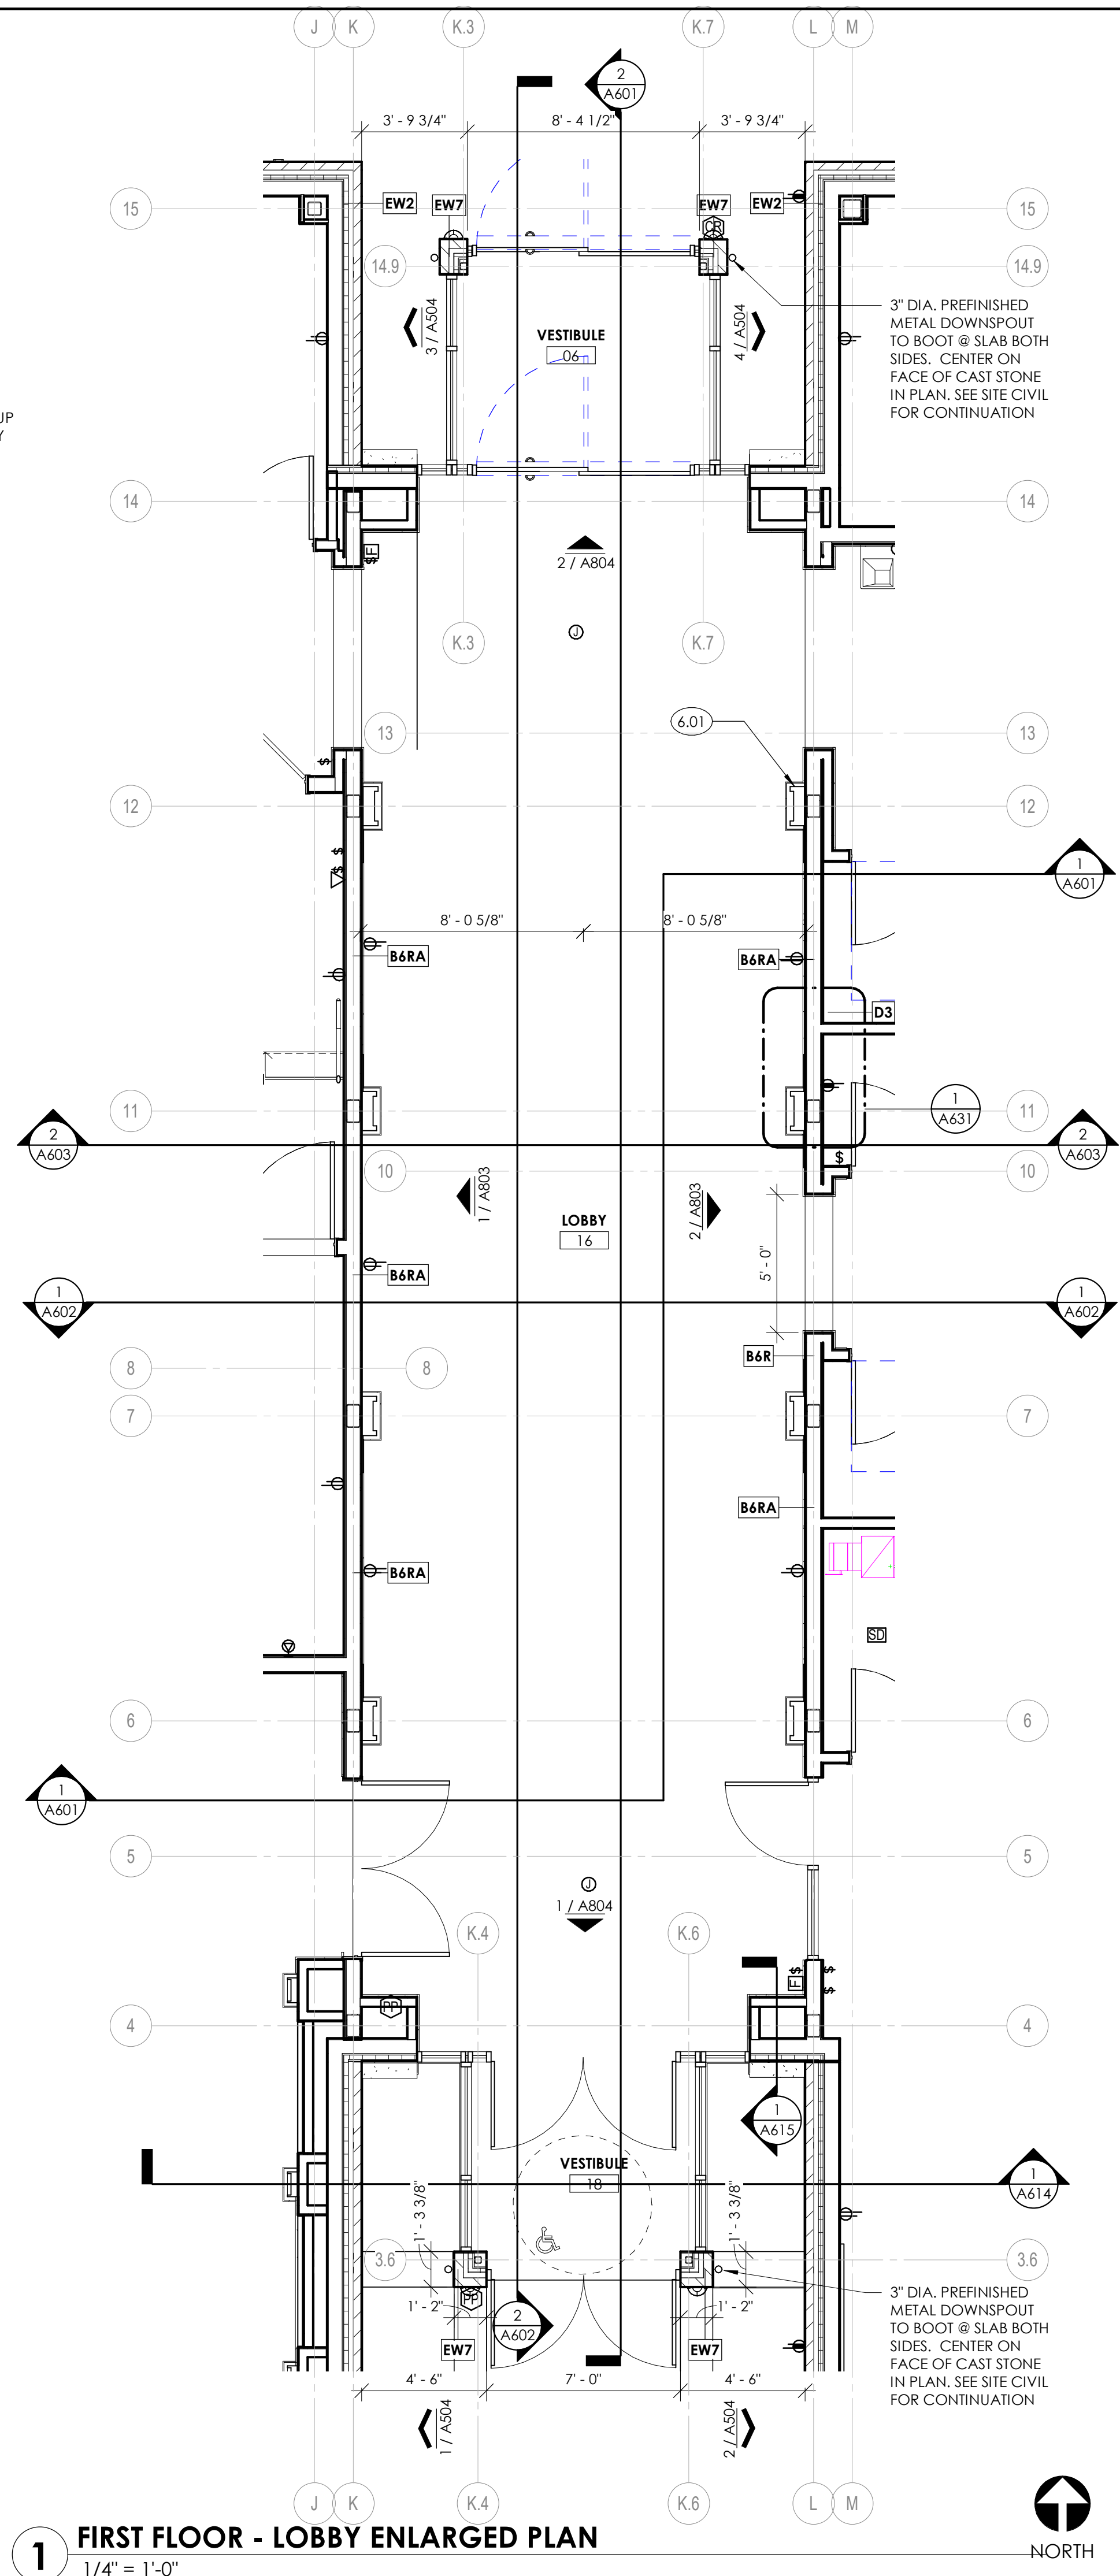 J K K.3 K.7 L M
2
A601
3' - 9 3/4" 8' - 4 1/2" 3' - 9 3/4"
15 EW2 EW7 EW7 EW2 15
CR
14.9 14.9
3 / A504
VESTIBULE
06
4 / A504
3" DIA. PREFINISHED
METAL DOWNSPOUT
TO BOOT @ SLAB BOTH
SIDES. CENTER ON
FACE OF CAST STONE
IN PLAN. SEE SITE CIVIL
FOR CONTINUATION
UP
Y
14 14
F
$
2 / A804
J
K.3 K.7
6.01
13 13
$
12 12
$
$
1
A601
8' - 0 5/8" 8' - 0 5/8"
B6RA B6RA
D3
11 1
A631
11
2
A603
2
A603
10 $ 10
1 / A803
2 / A803
LOBBY
16
5' - 0"
B6RA
1
A602
1
A602
B6R
8 8
7 7
B6RA
B6RA
SD
6 6
1
A601
5 5
J
1 / A804
K.4 K.6
F $ $
$
PP
4 4
1
A615
VESTIBULE
18
1
A614
1' - 3 3/8" 1' - 3 3/8"
3.6 3.6
PP
1' - 2" 1' - 2"
2
A602
EW7 EW7
3" DIA. PREFINISHED
METAL DOWNSPOUT
TO BOOT @ SLAB BOTH
SIDES. CENTER ON
FACE OF CAST STONE
IN PLAN. SEE SITE CIVIL
FOR CONTINUATION
4' - 6" 7' - 0" 4' - 6"
1 / A504
2 / A504
J K K.4 K.6 L M
1 FIRST FLOOR - LOBBY ENLARGED PLAN
1/4" = 1'-0"
NORTH